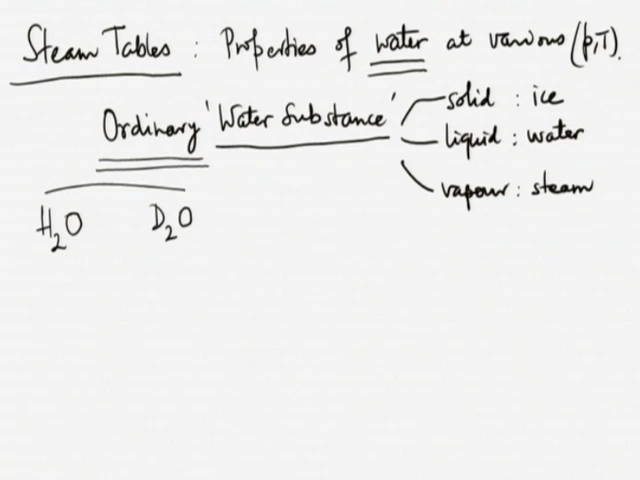 Steam Tables : Properties of water at various (p,T).
Ordinary 'Water Substance'
solid : ice
liquid : water
vapour : steam
H₂O D₂O